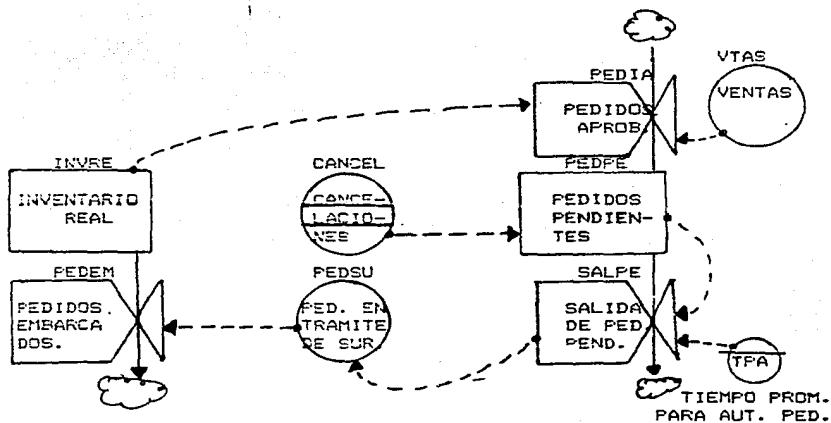 VTAS
PEDIA
VENTAS
PEDIDOS
APROB.
INVRE
CANCEL
PEDPE
INVENTARIO
REAL
CANCE-
LACIO-
NES
PEDIDOS
PENDIEN-
TES
PEDEM
PEDSU
SALPE
PEDIDOS.
EMBARCA
DOS.
PED. EN
TRAMITE
DE SUR.
SALIDA
DE PED.
PEND.
TPA
TIEMPO PROM.
PARA AUT. PED.